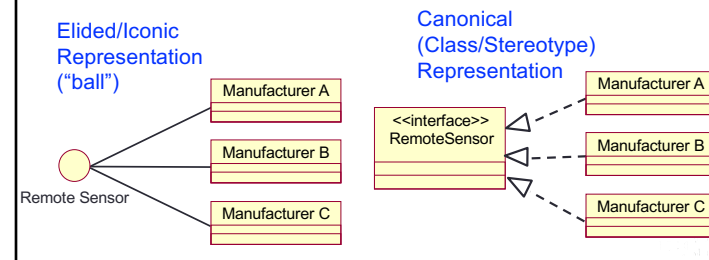 Elided/Iconic
Representation
("ball")
Manufacturer A
Manufacturer B
Manufacturer C
Remote Sensor
Canonical
(Class/Stereotype)
Representation
<<interface>>
RemoteSensor
Manufacturer A
Manufacturer B
Manufacturer C